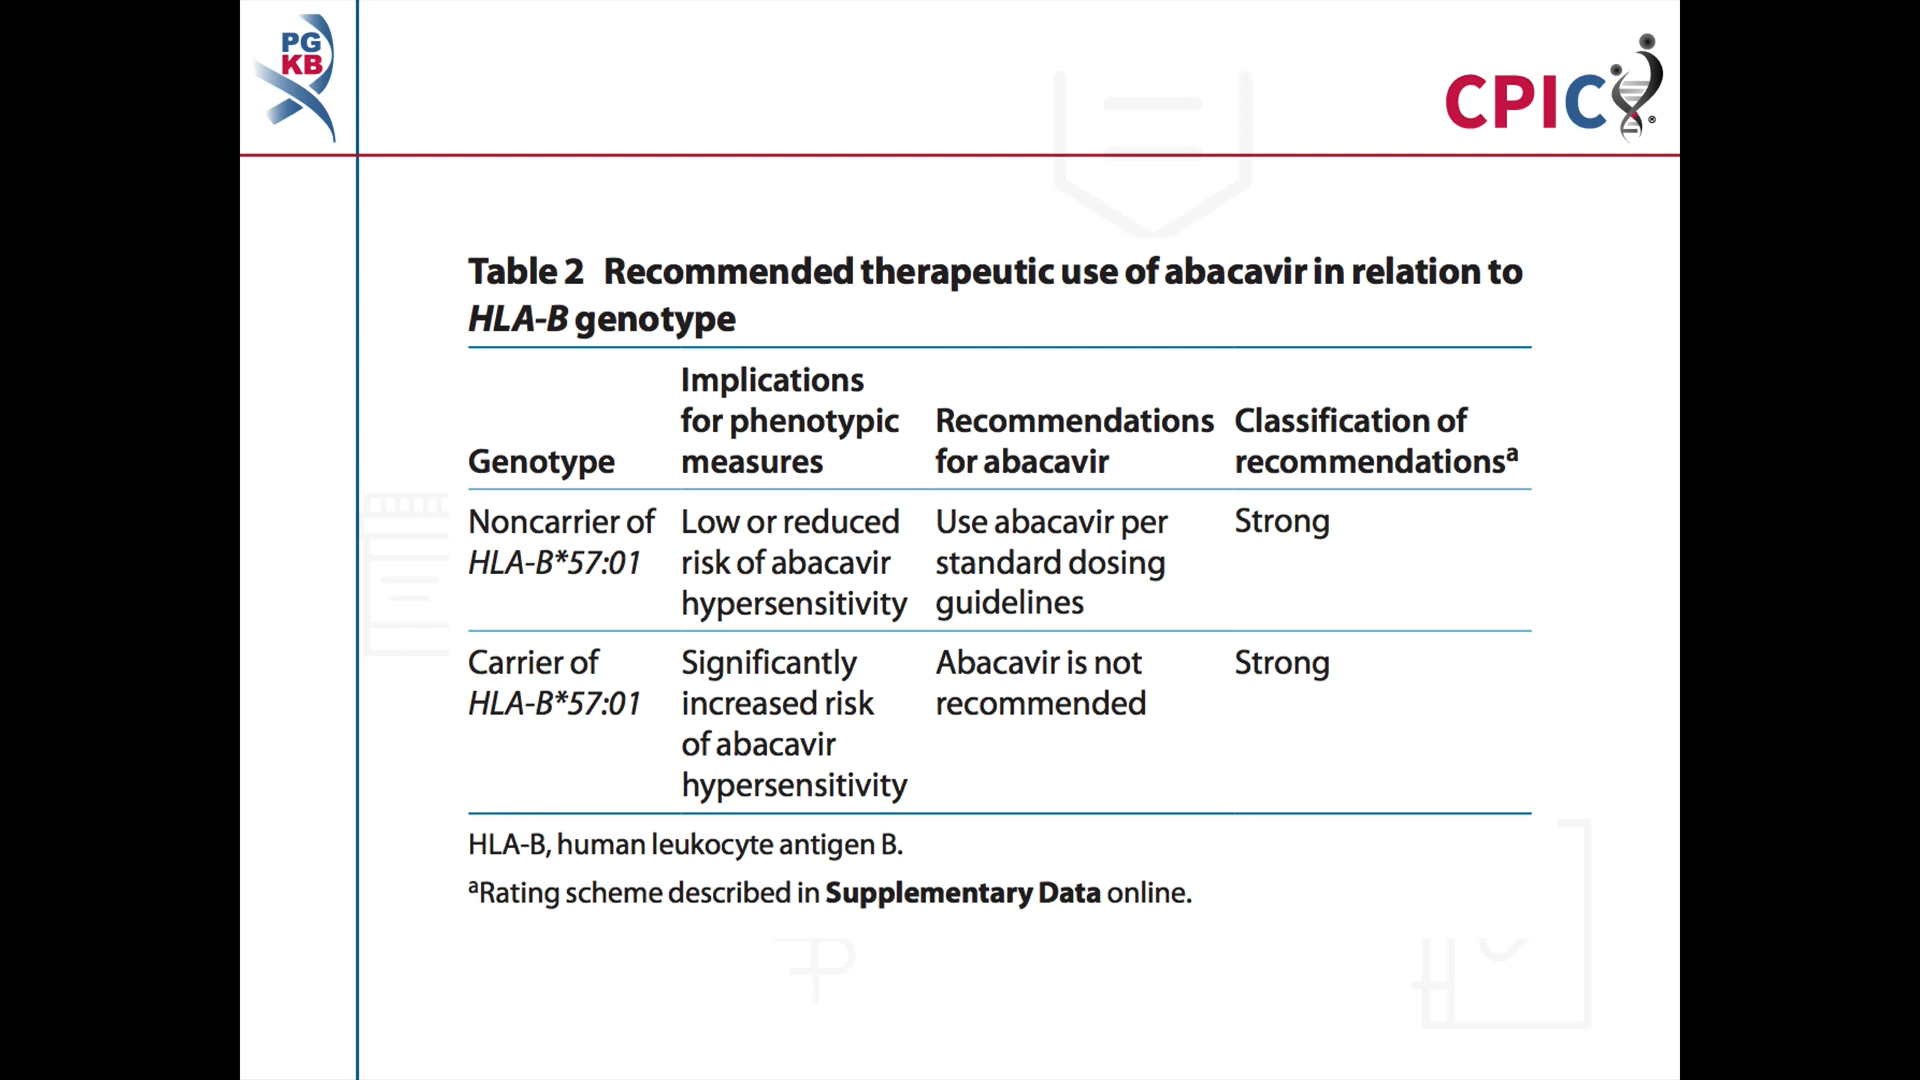 PG
KB
CPIC®
Table 2 Recommended therapeutic use of abacavir in relation to
HLA-B genotype
Genotype
Implications
for phenotypic
measures
Recommendations
for abacavir
Classification of
recommendationsa
Noncarrier of
HLA-B*57:01
Low or reduced
risk of abacavir
hypersensitivity
Use abacavir per
standard dosing
guidelines
Strong
Carrier of
HLA-B*57:01
Significantly
increased risk
of abacavir
hypersensitivity
Abacavir is not
recommended
Strong
HLA-B, human leukocyte antigen B.
aRating scheme described in Supplementary Data online.